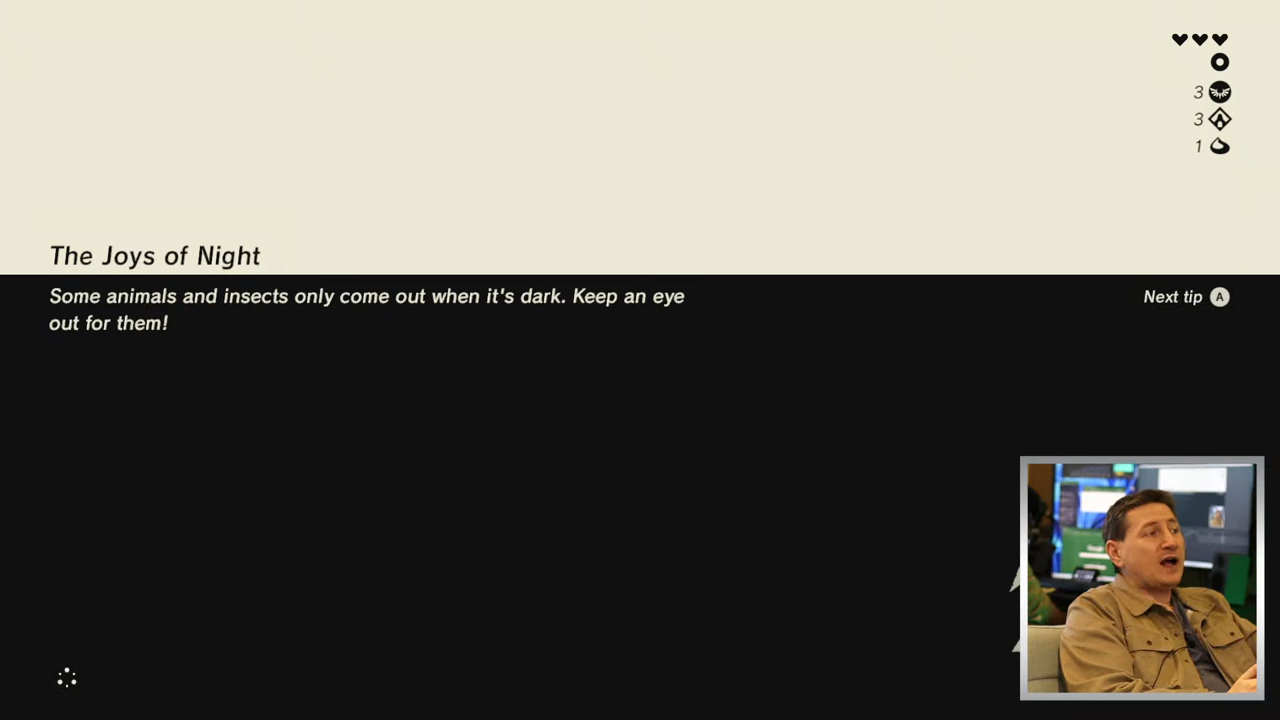 3
3
1
The Joys of Night
Some animals and insects only come out when it's dark. Keep an eye
out for them!
Next tip A